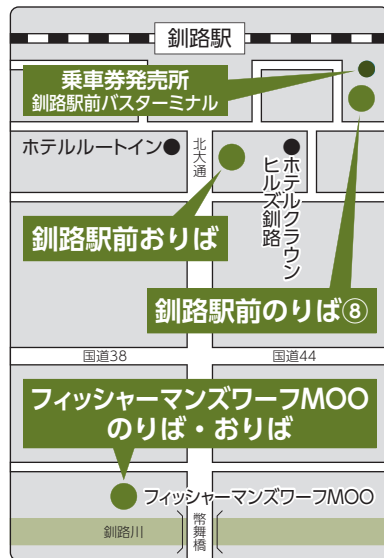 釧路駅
乗車券発売所
釧路駅前バスターミナル
ホテルルートイン
北大通
ホテルクラウン
ヒルズ釧路
釧路駅前おりば
釧路駅前のりば⑧
国道38
国道44
フィッシャーマンズワーフMOO
のりば・おりば
フィッシャーマンズワーフMOO
釧路川
幣舞橋